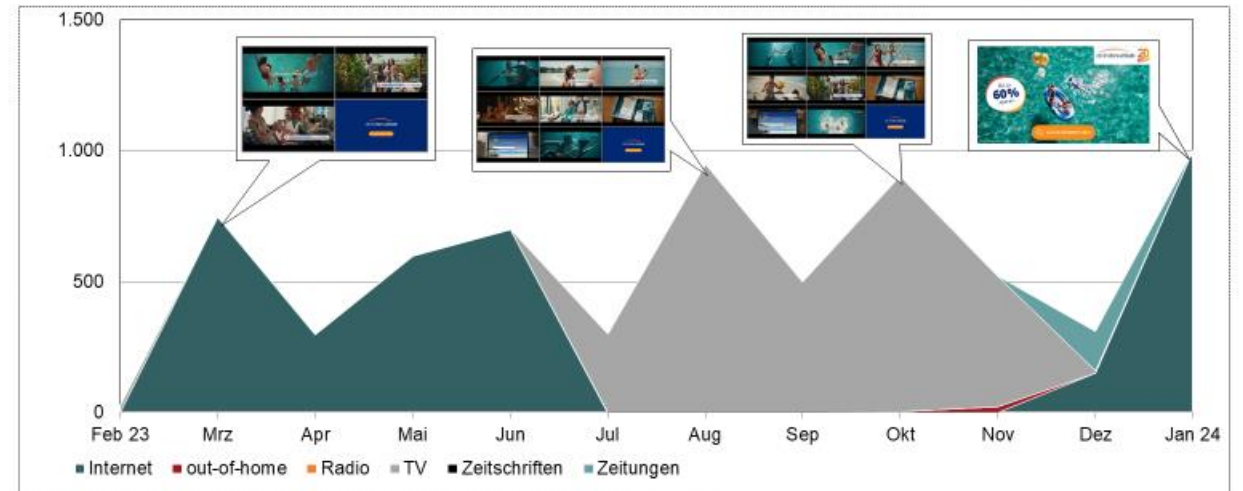 1.500
1.000
500
0
60%
Feb 23 Mrz Apr Mai Jun Jul Aug Sep Okt Nov Dez Jan 24
Internet out-of-home Radio TV Zeitschriften Zeitungen